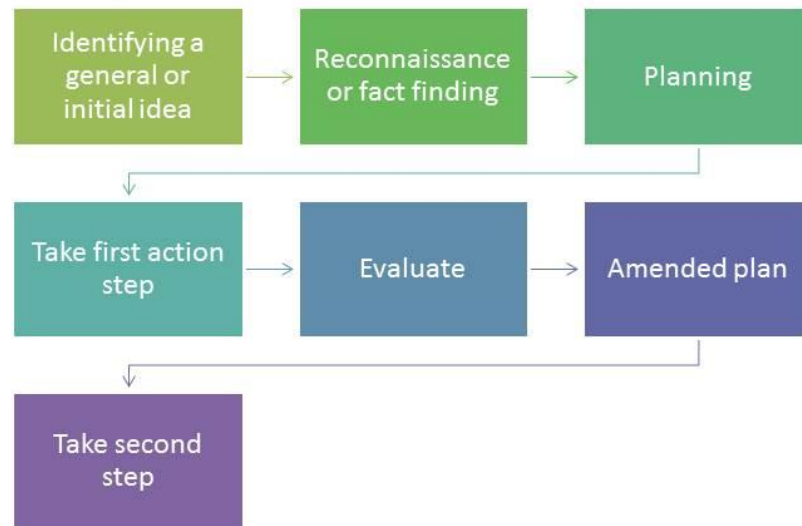 Identifying a
general or
initial idea
Reconnaissance
or fact finding
Planning
Take first action
step
Evaluate
Amended plan
Take second
step